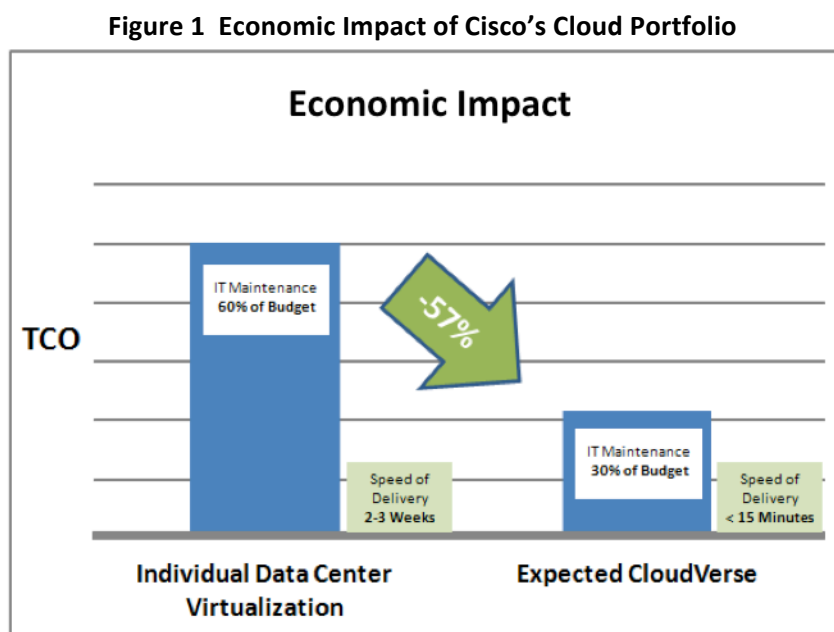 Figure 1  Economic Impact of Cisco’s Cloud Portfolio
Economic Impact
TCO
IT Maintenance
60% of Budget
-57%
Speed of
Delivery
2-3 Weeks
IT Maintenance
30% of Budget
Speed of
Delivery
< 15 Minutes
Individual Data Center
Virtualization
Expected CloudVerse